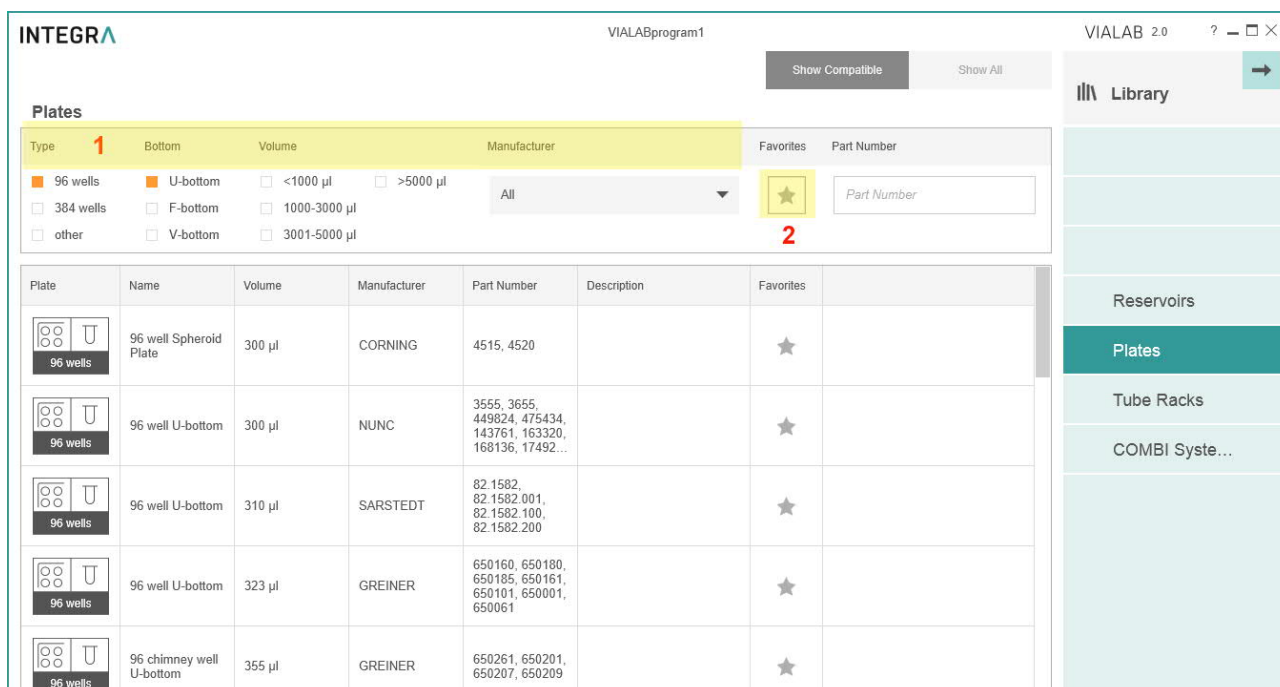 INTEGRA
VIALABprogram1
VIALAB 2.0 ?
Show Compatible Show All
Library
Plates
Type 1 Bottom Volume Manufacturer Favorites Part Number
96 wells U-bottom <1000 µl >5000 µl All Part Number
384 wells F-bottom 1000-3000 µl
other V-bottom 3001-5000 µl
2
Plate Name Volume Manufacturer Part Number Description Favorites
96 wells
96 well Spheroid
Plate
300 µl
CORNING
4515, 4520
96 wells
96 well U-bottom
300 µl
NUNC
3555, 3655,
449824, 475434,
143761, 163320,
168136, 17492...
96 wells
96 well U-bottom
310 µl
SARSTEDT
82.1582,
82.1582.001,
82.1582.100,
82.1582.200
96 wells
96 well U-bottom
323 µl
GREINER
650160, 650180,
650185, 650161,
650101, 650001,
650061
96 wells
96 chimney well
U-bottom
355 µl
GREINER
650261, 650201,
650207, 650209
Reservoirs
Plates
Tube Racks
COMBI Syste...